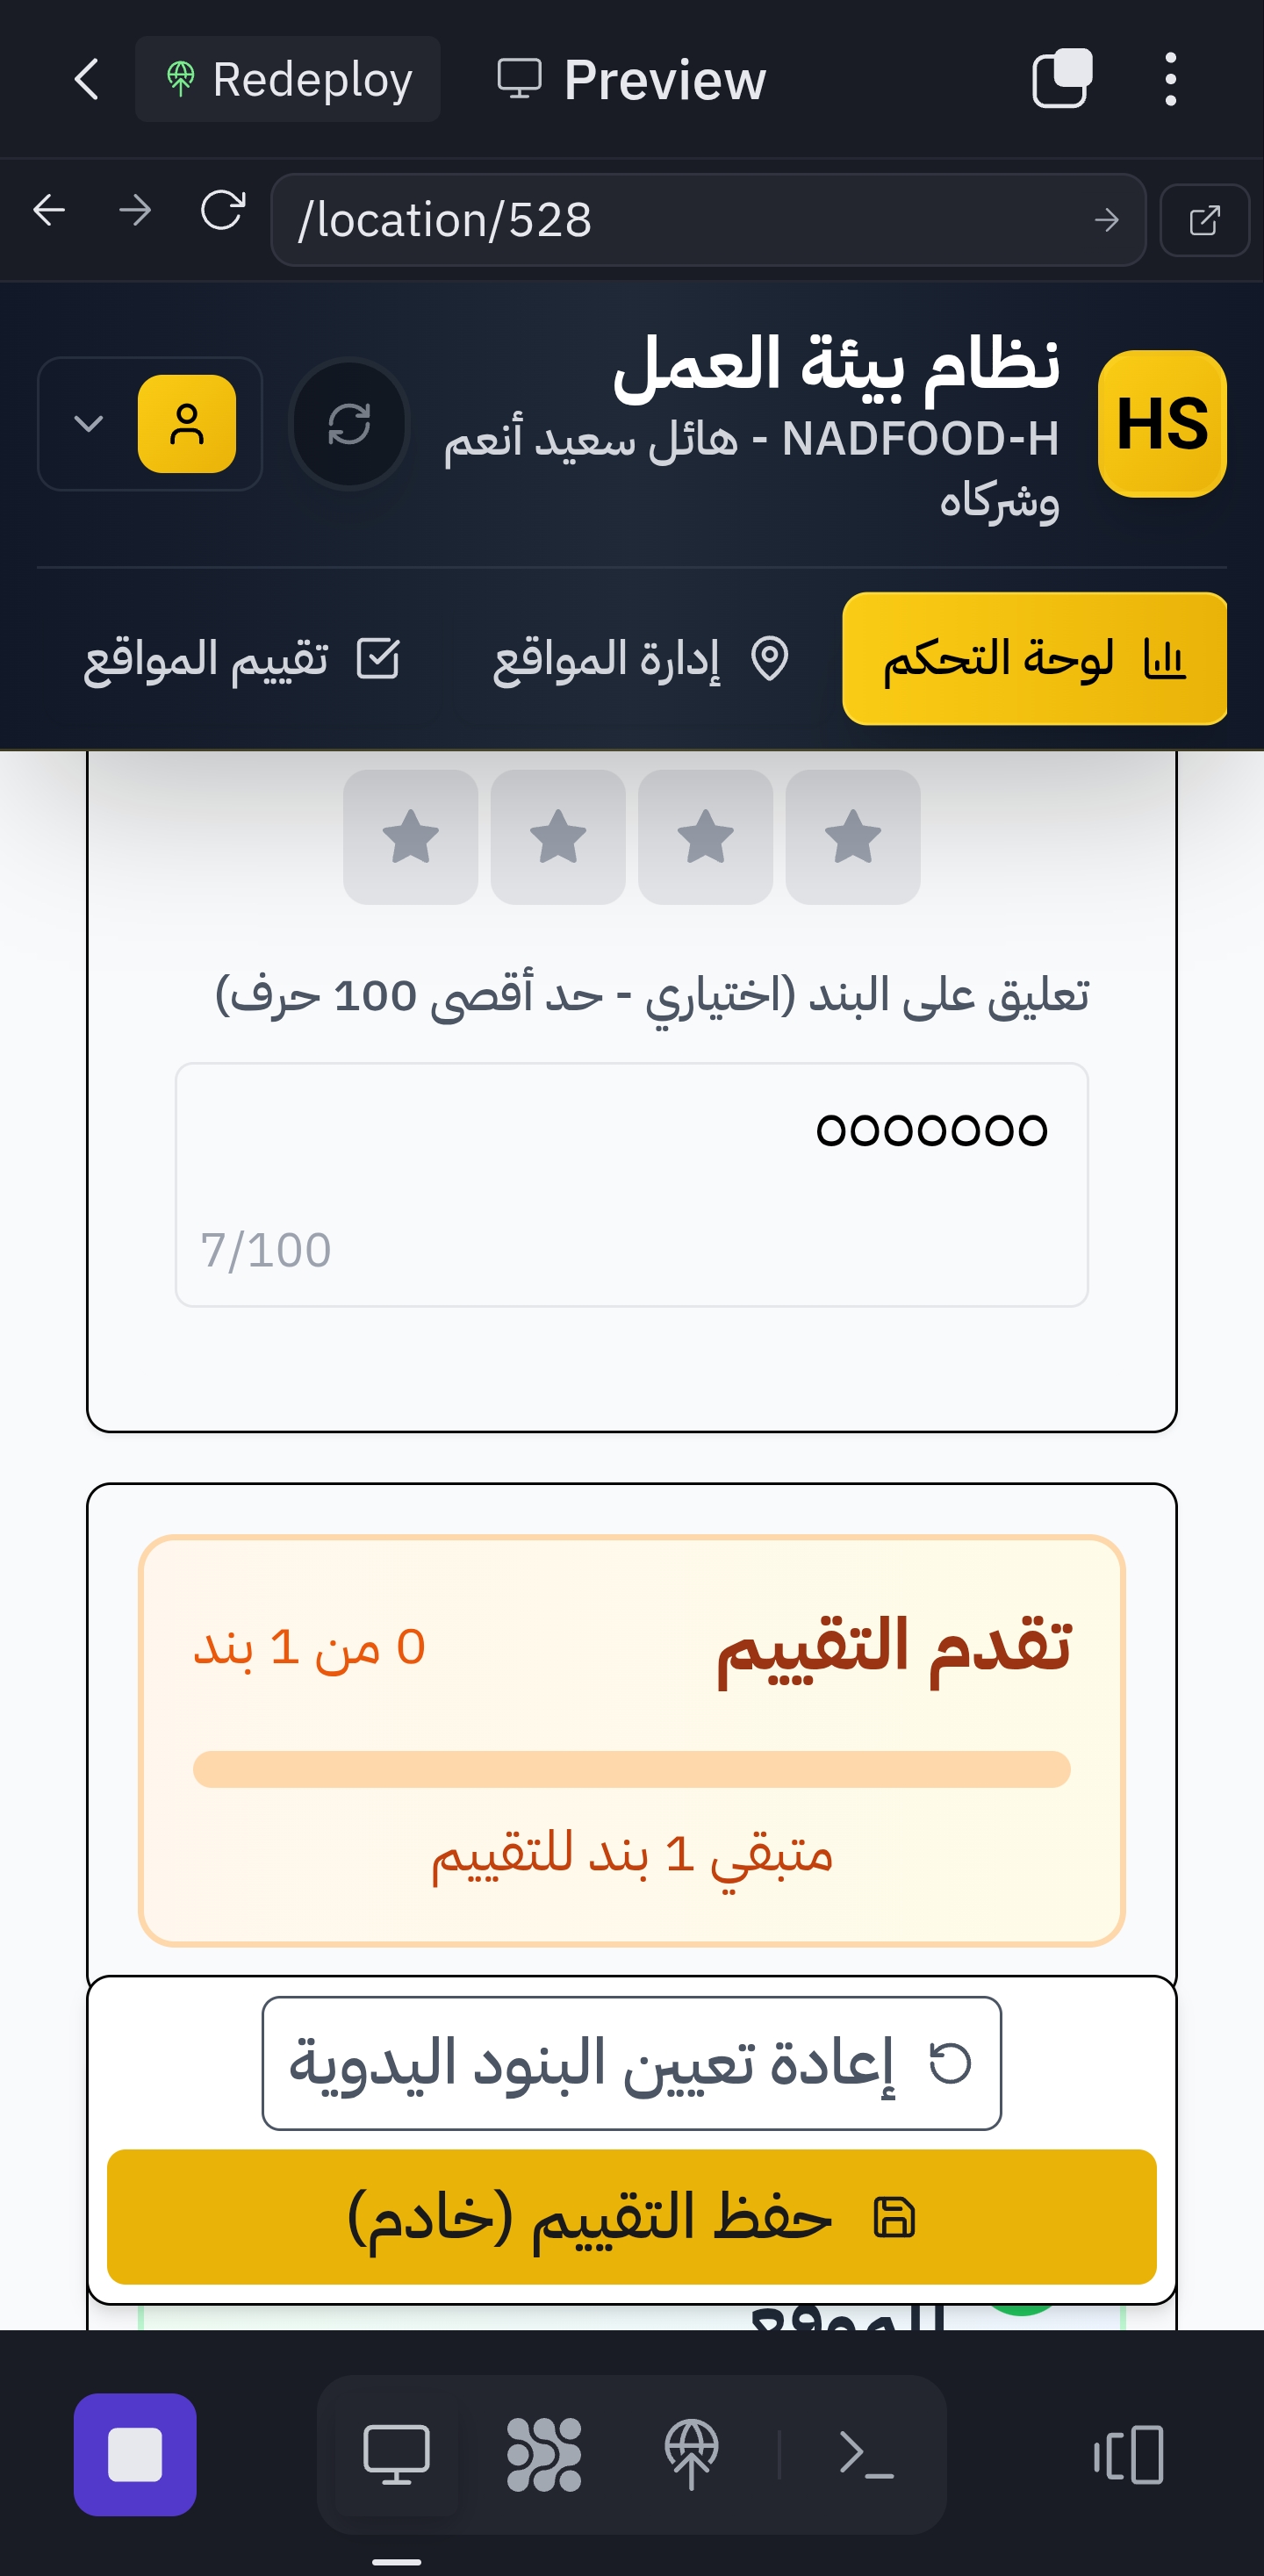 Redeploy
Preview
/location/528
HS
نظام بيئة العمل
NADFOOD-H - هائل سعيد أنعم
وشركاه
لوحة التحكم
إدارة المواقع
تقييم المواقع
تعليق على البند (اختياري - حد أقصى 100 حرف)
ooooooo
7/100
تقدم التقييم
0 من 1 بند
متبقي 1 بند للتقييم
إعادة تعيين البنود اليدوية
حفظ التقييم (خادم)